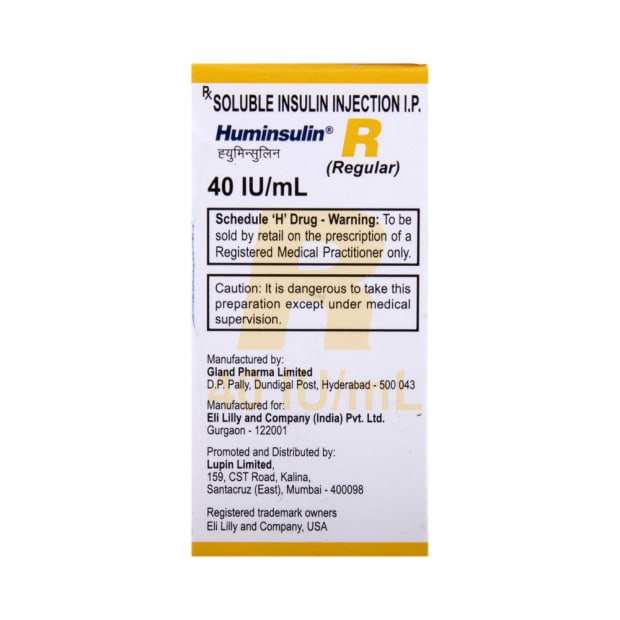 Rx SOLUBLE INSULIN INJECTION I.P.
Huminsulin® R
ह्युमिन्सुलिन
(Regular)
40 IU/mL
Schedule ‘H’ Drug - Warning: To be
sold by retail on the prescription of a
Registered Medical Practitioner only.
Caution: It is dangerous to take this
preparation except under medical
supervision.
R
40 IU/mL
Manufactured by:
Gland Pharma Limited
D.P. Pally, Dundigal Post, Hyderabad - 500 043
Manufactured for:
Eli Lilly and Company (India) Pvt. Ltd.
Gurgaon - 122001
Promoted and Distributed by:
Lupin Limited,
159, CST Road, Kalina,
Santacruz (East), Mumbai - 400098
Registered trademark owners
Eli Lilly and Company, USA